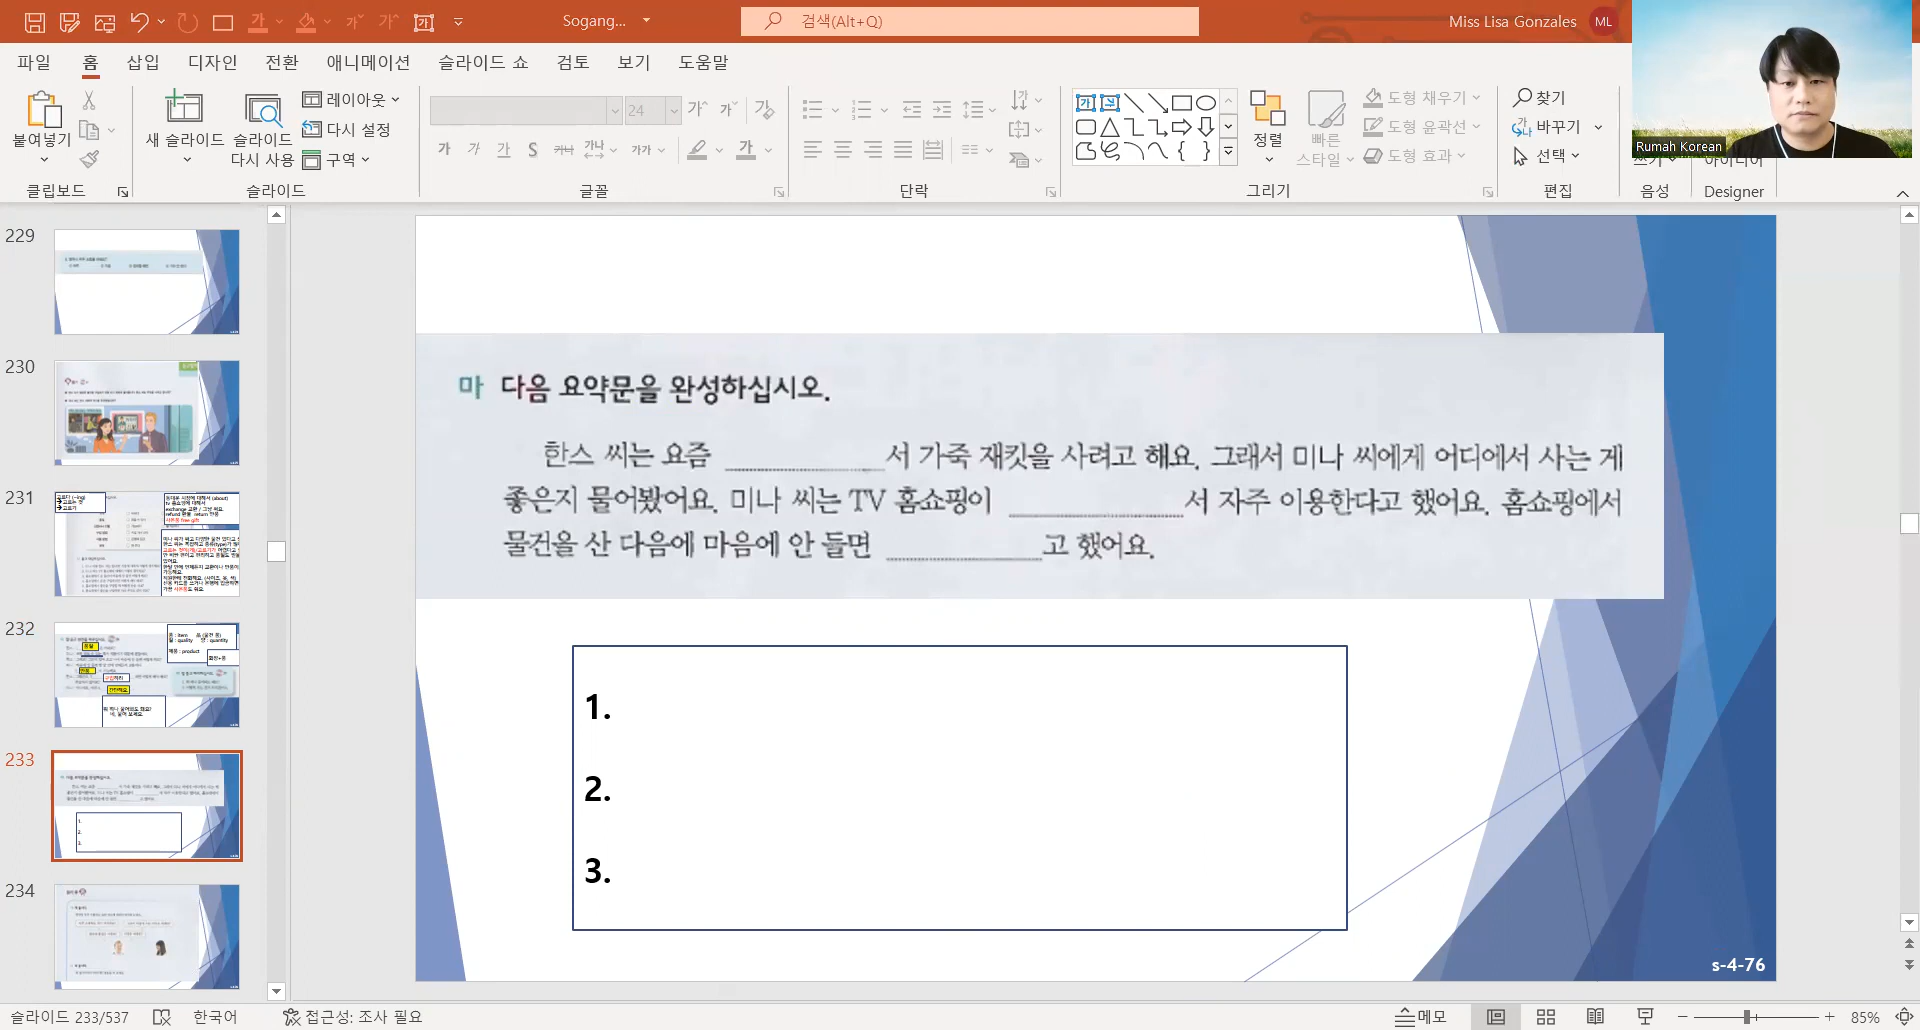 Sogang...
검색(Alt+Q)
Miss Lisa Gonzales
ML
파일 홈 삽입 디자인 전환 애니메이션 슬라이드 쇼 검토 보기 도움말
붙여넣기
클립보드
새 슬라이드
슬라이드 다시 사용
레이아웃
다시 설정
구역
슬라이드
24
글꼴
단락
정렬
빠른 스타일
도형 채우기
도형 윤곽선
도형 효과
그리기
찾기
바꾸기
선택
편집
음성
Designer
Rumah Korean
229
230
231
232
233
234
마 다음 요약문을 완성하십시오.
한스 씨는 요즘 서 가죽 재킷을 사려고 해요. 그래서 미나 씨에게 어디에서 사는 게
좋은지 물어봤어요. 미나 씨는 TV 홈쇼핑이 서 자주 이용한다고 했어요. 홈쇼핑에서
물건을 산 다음에 마음에 안 들면 고 했어요.
1.
2.
3.
s-4-76
슬라이드 233/537
한국어
접근성: 조사 필요
메모
85%